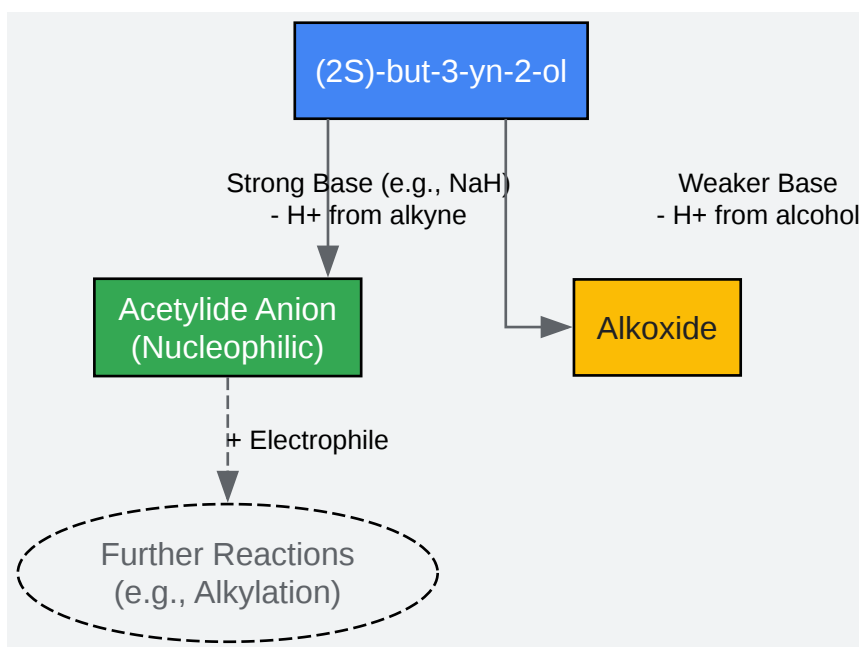 (2S)-but-3-yn-2-ol
Strong Base (e.g., NaH)
- H+ from alkyne
Weaker Base
- H+ from alcohol
Acetylide Anion
(Nucleophilic)
Alkoxide
+ Electrophile
Further Reactions
(e.g., Alkylation)